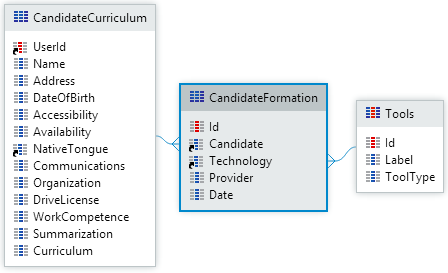 CandidateCurriculum
UserId
Name
Address
DateOfBirth
Accessibility
Availability
NativeTongue
Communications
Organization
DriveLicense
WorkCompetence
Summarization
Curriculum
CandidateFormation
Id
Candidate
Technology
Provider
Date
Tools
Id
Label
ToolType